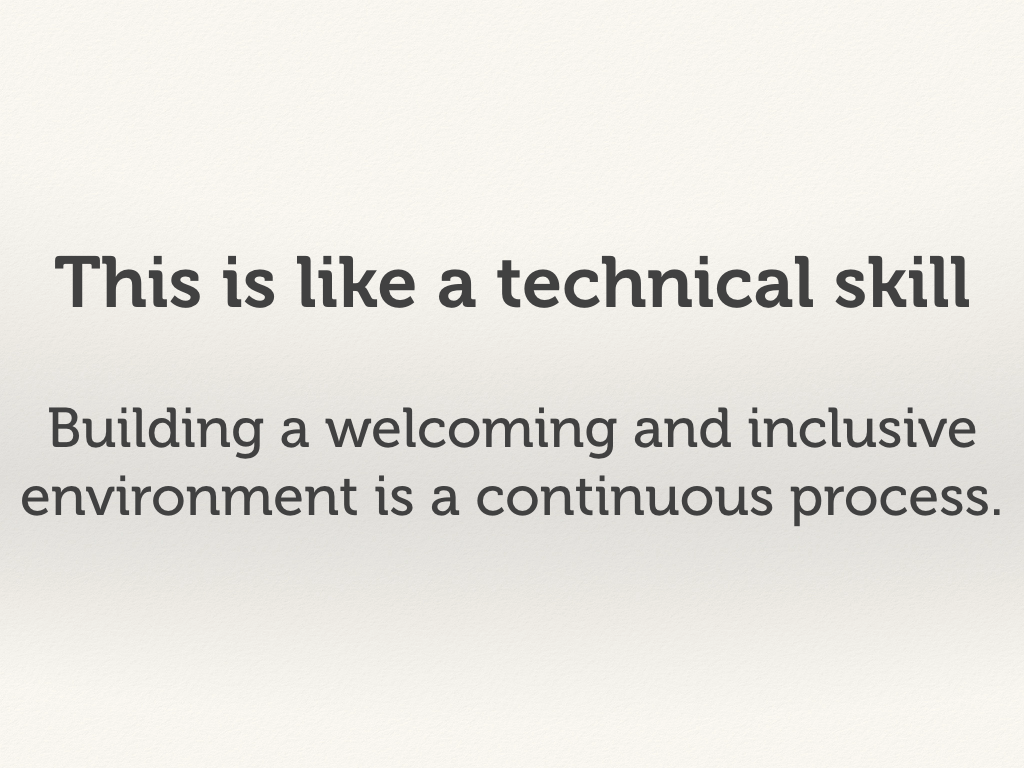 This is like a technical skill
Building a welcoming and inclusive
environment is a continuous process.